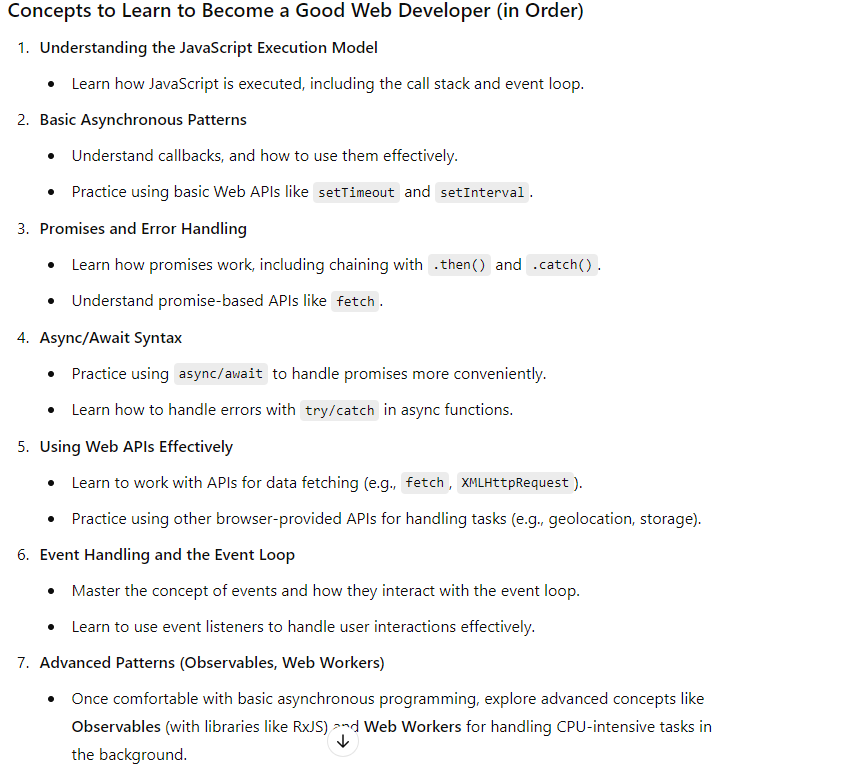 Concepts to Learn to Become a Good Web Developer (in Order)
1. Understanding the JavaScript Execution Model
• Learn how JavaScript is executed, including the call stack and event loop.
2. Basic Asynchronous Patterns
• Understand callbacks, and how to use them effectively.
• Practice using basic Web APIs like setTimeout and setInterval.
3. Promises and Error Handling
• Learn how promises work, including chaining with .then() and .catch().
• Understand promise-based APIs like fetch.
4. Async/Await Syntax
• Practice using async/await to handle promises more conveniently.
• Learn how to handle errors with try/catch in async functions.
5. Using Web APIs Effectively
• Learn to work with APIs for data fetching (e.g., fetch, XMLHttpRequest).
• Practice using other browser-provided APIs for handling tasks (e.g., geolocation, storage).
6. Event Handling and the Event Loop
• Master the concept of events and how they interact with the event loop.
• Learn to use event listeners to handle user interactions effectively.
7. Advanced Patterns (Observables, Web Workers)
• Once comfortable with basic asynchronous programming, explore advanced concepts like
Observables (with libraries like RxJS) and Web Workers for handling CPU-intensive tasks in
the background.